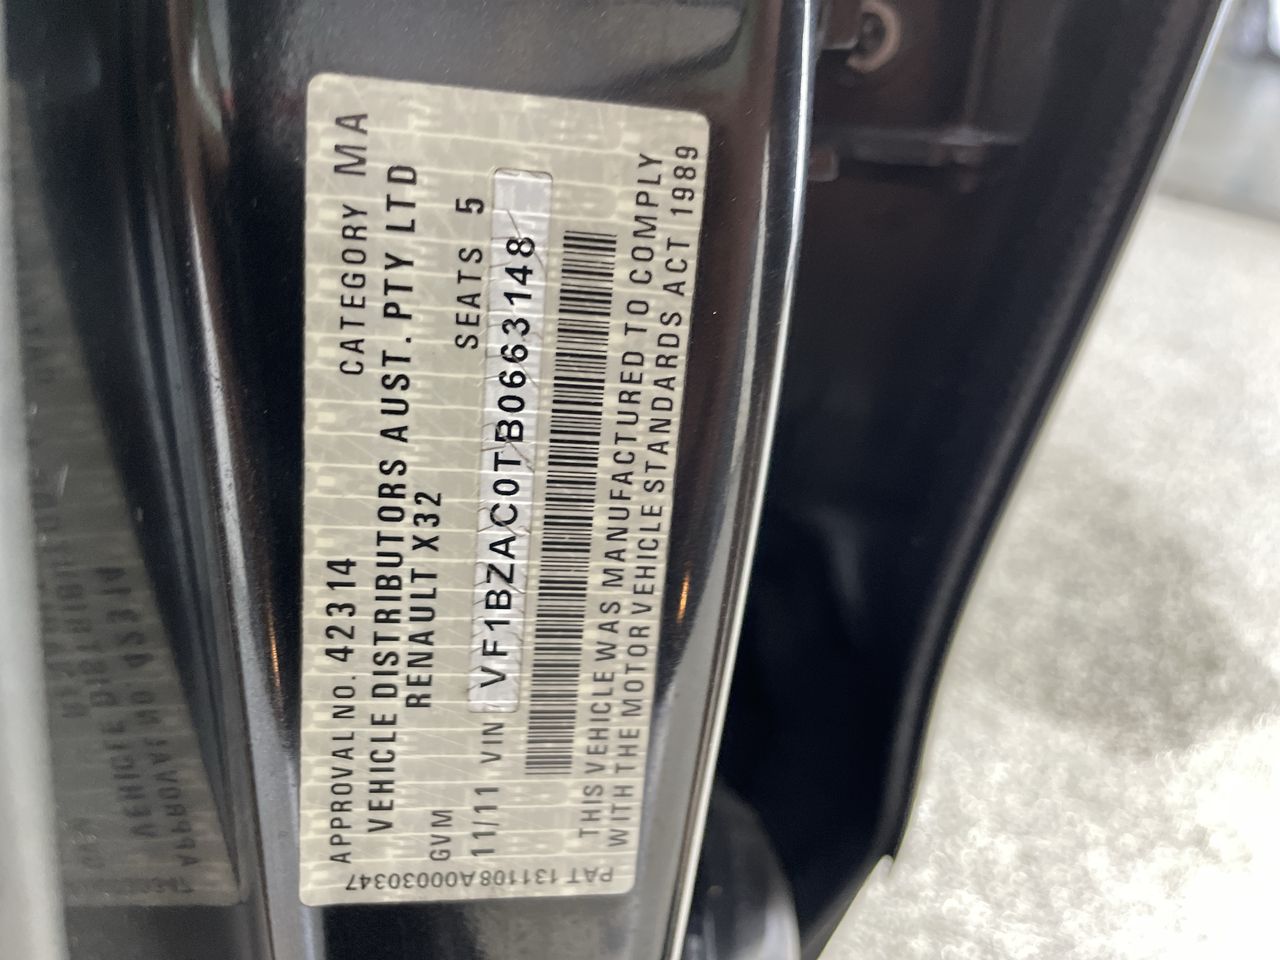 APPROVAL NO. 42314 CATEGORY MA
VEHICLE DISTRIBUTORS AUST. PTY LTD
RENAULT X32
GVM SEATS 5
11/11 VIN VF1BZAC0TB0663148
THIS VEHICLE WAS MANUFACTURED TO COMPLY
WITH THE MOTOR VEHICLE STANDARDS ACT 1989
PAT 131108A00030347